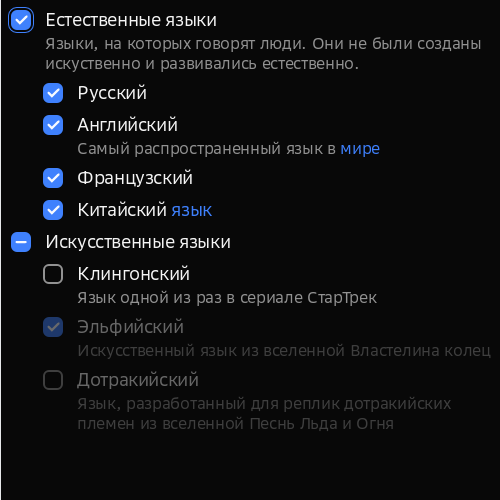 Естественные языки
Языки, на которых говорят люди. Они не были созданы
искуственно и развивались естественно.
Русский
Английский
Самый распространенный язык в мире
Французский
Китайский язык
Искусственные языки
Клингонский
Язык одной из раз в сериале СтарТрек
Эльфийский
Искусственный язык из вселенной Властелина колец
Дотракийский
Язык, разработанный для реплик дотракийских
племен из вселенной Песнь Льда и Огня